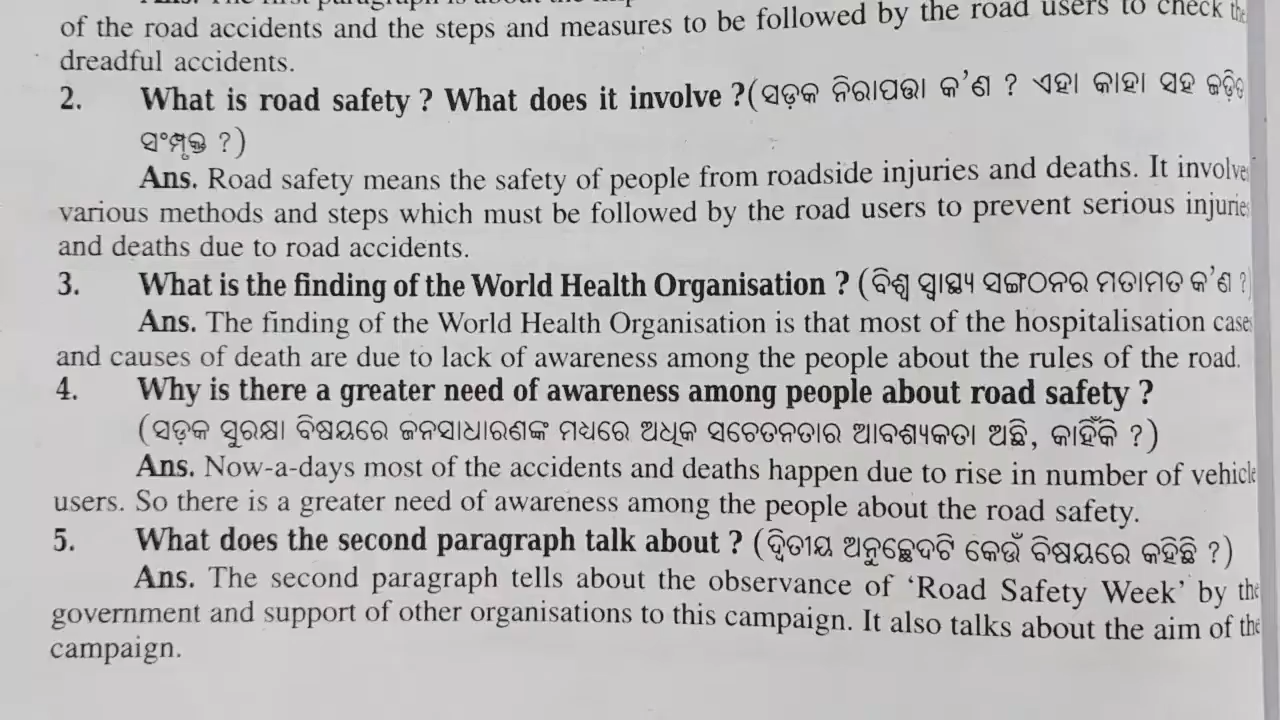 of the road accidents and the steps and measures to be followed by the road users to check the
dreadful accidents.
2. What is road safety ? What does it involve ?(ସଡ଼କ ନିରାପତ୍ତା କ'ଣ ? ଏହା କାହା ସହ ଜଡ଼ିତ
ସଂପୃକ୍ତ ?)
Ans. Road safety means the safety of people from roadside injuries and deaths. It involve
various methods and steps which must be followed by the road users to prevent serious injurie
and deaths due to road accidents.
3. What is the finding of the World Health Organisation ? (ବିଶ୍ୱ ସ୍ୱାସ୍ଥ୍ୟ ସଙ୍ଗଠନର ମତାମତ କ'ଣ ?)
Ans. The finding of the World Health Organisation is that most of the hospitalisation case
and causes of death are due to lack of awareness among the people about the rules of the road.
4. Why is there a greater need of awareness among people about road safety ?
(ସଡ଼କ ସୁରକ୍ଷା ବିଷୟରେ ଜନସାଧାରଣଙ୍କ ମଧ୍ୟରେ ଅଧିକ ସଚେତନତାର ଆବଶ୍ୟକତା ଅଛି, କାହିଁକି ?)
Ans. Now-a-days most of the accidents and deaths happen due to rise in number of vehicle
users. So there is a greater need of awareness among the people about the road safety.
5. What does the second paragraph talk about ? (ଦ୍ୱିତୀୟ ଅନୁଚ୍ଛେଦଟି କେଉଁ ବିଷୟରେ କହିଛି ?)
Ans. The second paragraph tells about the observance of ‘Road Safety Week’ by the
government and support of other organisations to this campaign. It also talks about the aim of the
campaign.